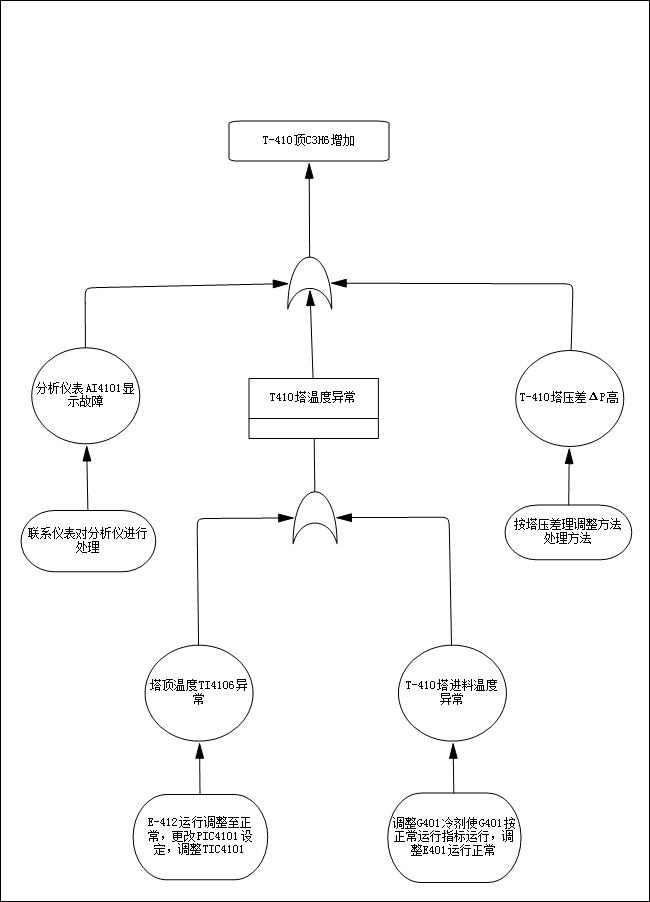 T-410顶C3H6增加
分析仪表AI4101显
示故障
T410塔温度异常
T-410塔压差ΔP高
联系仪表对分析仪进行
处理
按塔压差理调整方法
处理方法
塔顶温度TI4106异
常
T-410塔进料温度
异常
E-412运行调整至正
常，更改PIC4101设
定，调整TIC4101
调整G401冷剂使G401按
正常运行指标运行，调
整E401运行正常